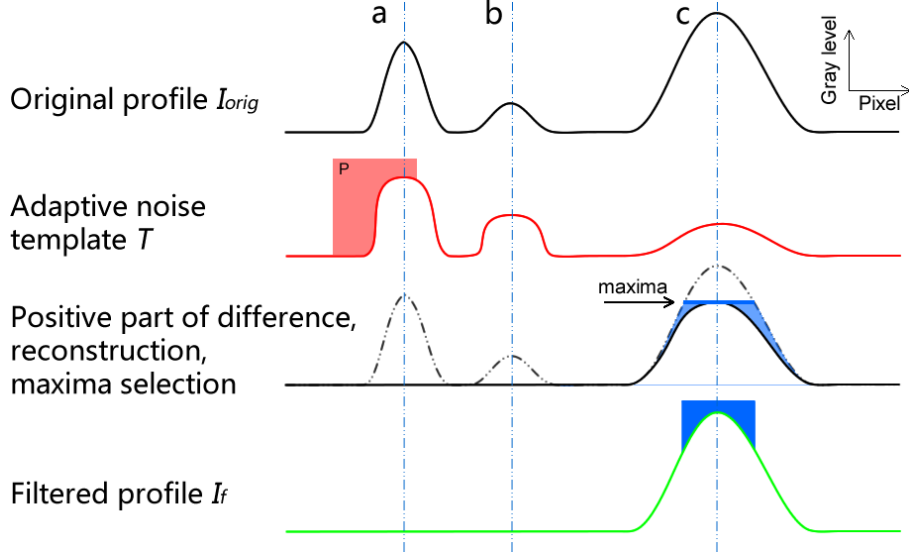 a b c
Gray level
Pixel
Original profile Iorig
P
Adaptive noise
template T
maxima
Positive part of difference,
reconstruction,
maxima selection
Filtered profile If